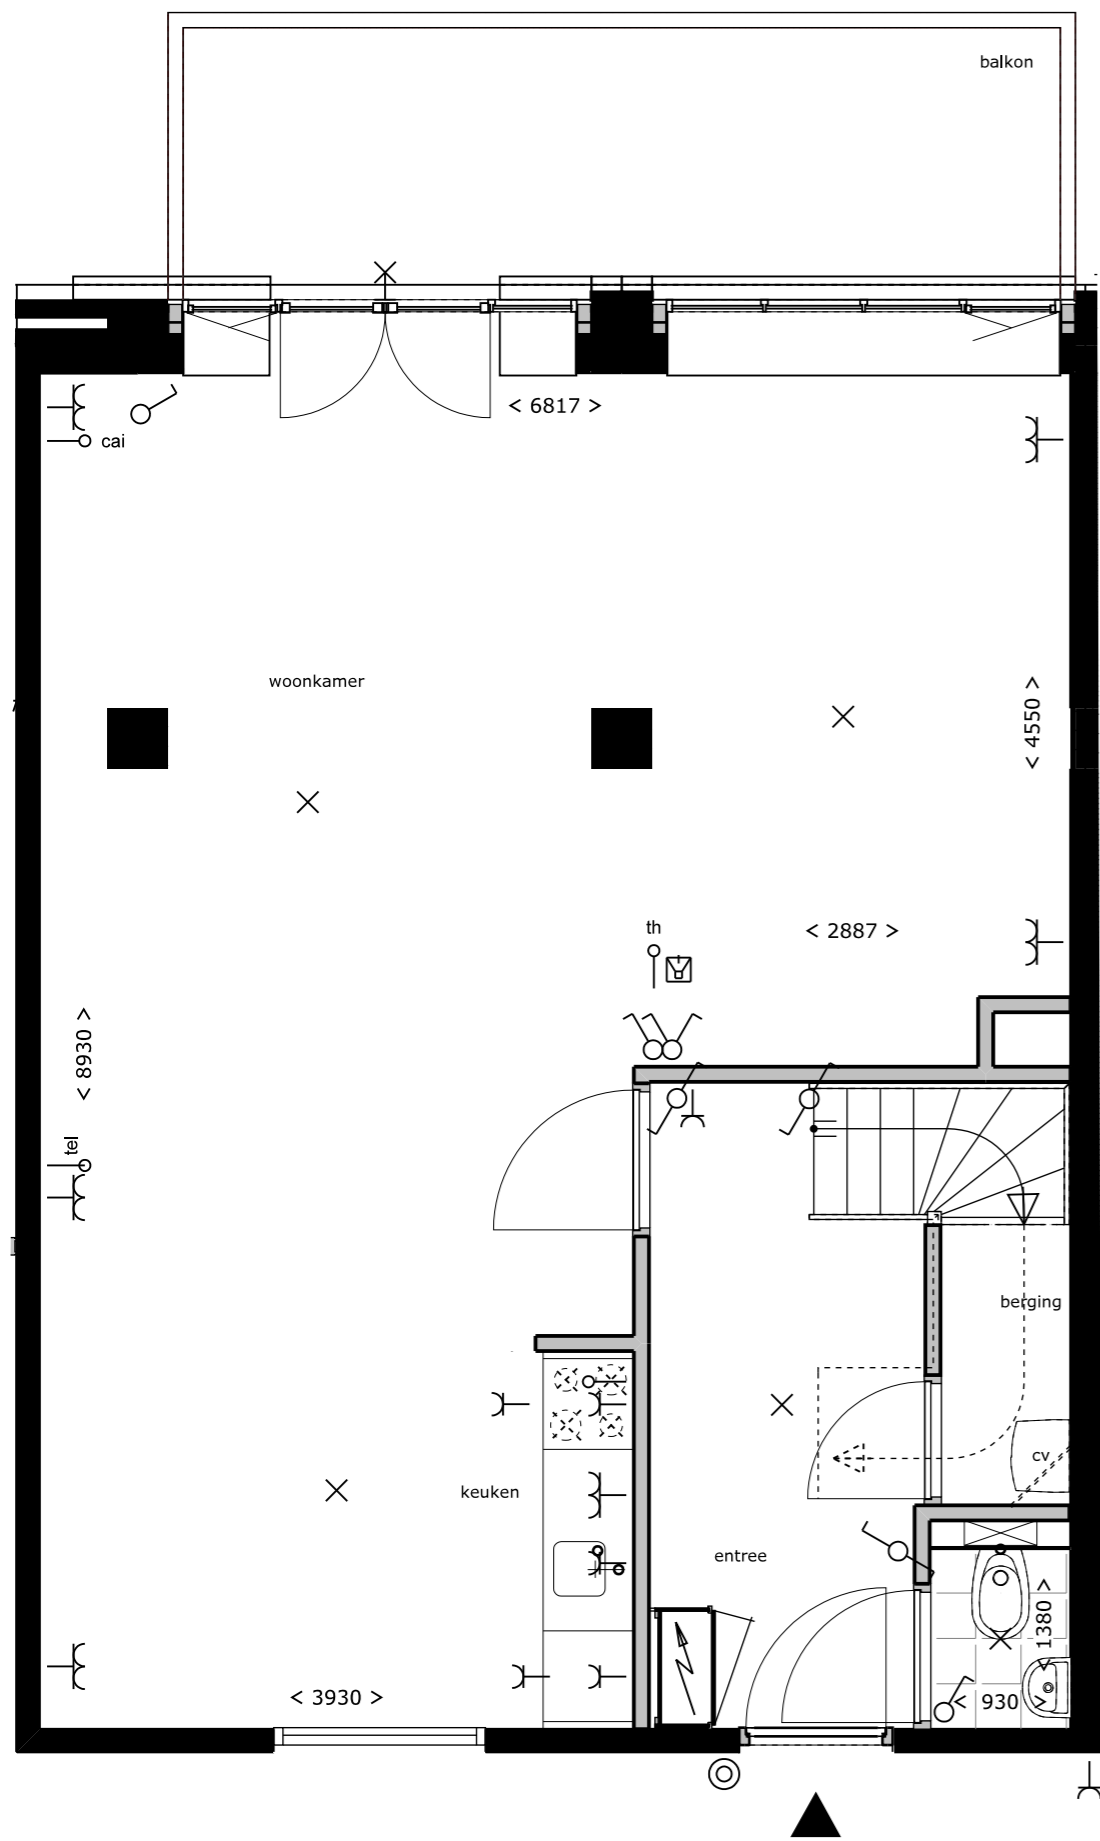 balkon
< 6817 >
cai
woonkamer
< 4550 >
th
< 2887 >
< 8930 >
tel
berging
cv
keuken
entree
< 1380 >
< 930 >
< 3930 >